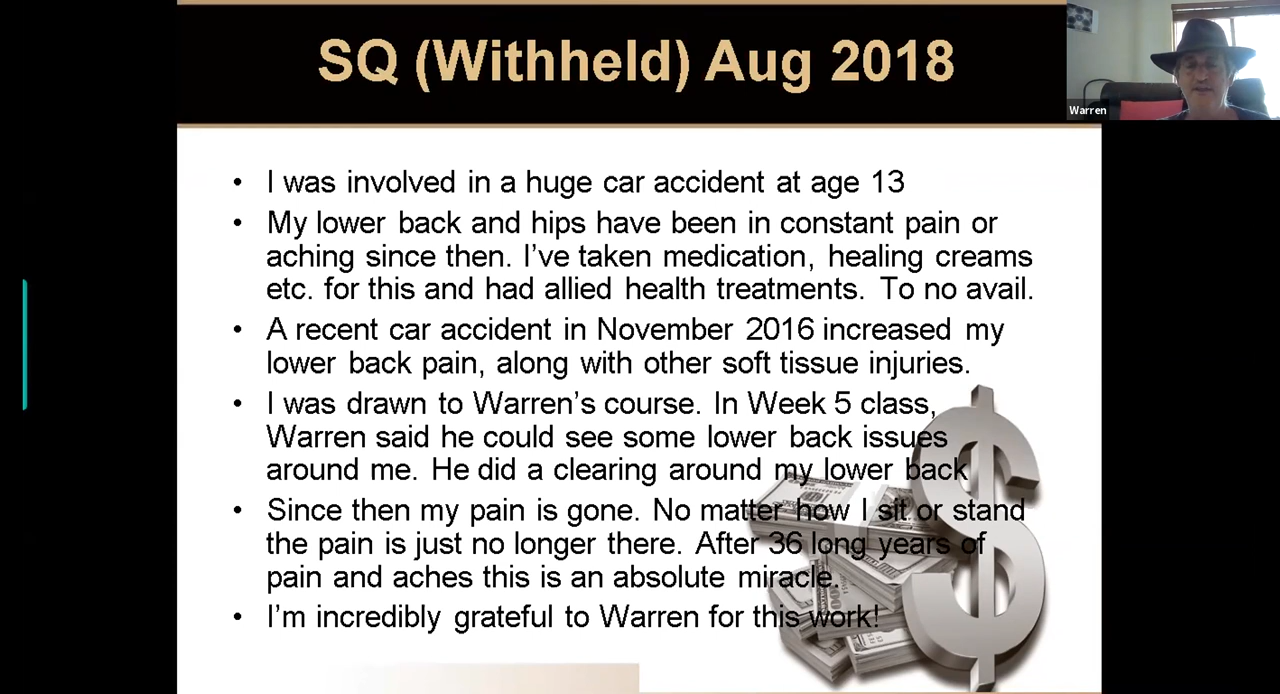 SQ (Withheld) Aug 2018
Warren
• I was involved in a huge car accident at age 13
• My lower back and hips have been in constant pain or
aching since then. I’ve taken medication, healing creams
etc. for this and had allied health treatments. To no avail.
• A recent car accident in November 2016 increased my
lower back pain, along with other soft tissue injuries.
• I was drawn to Warren’s course. In Week 5 class,
Warren said he could see some lower back issues
around me. He did a clearing around my lower back
• Since then my pain is gone. No matter how I sit or stand
the pain is just no longer there. After 36 long years of
pain and aches this is an absolute miracle.
• I’m incredibly grateful to Warren for this work!